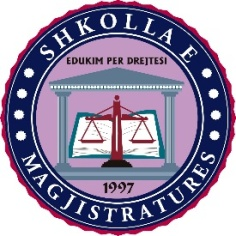 SHKOLLA E
EDUKIM PER DREJTESI
1997
MAGJISTRATURES